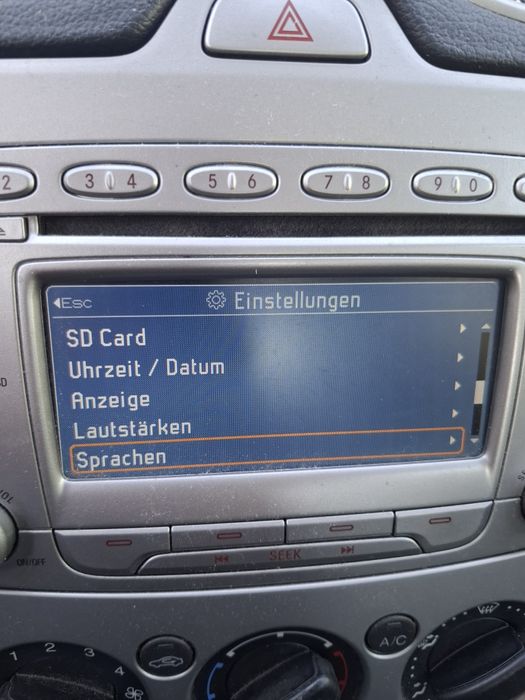 2
3 4
5 6
7 8
9 0
Esc
Einstellungen
SD Card
Uhrzeit / Datum
Anzeige
Lautstärken
Sprachen
ON/OFF
SEEK
A/C
1 2 3 4